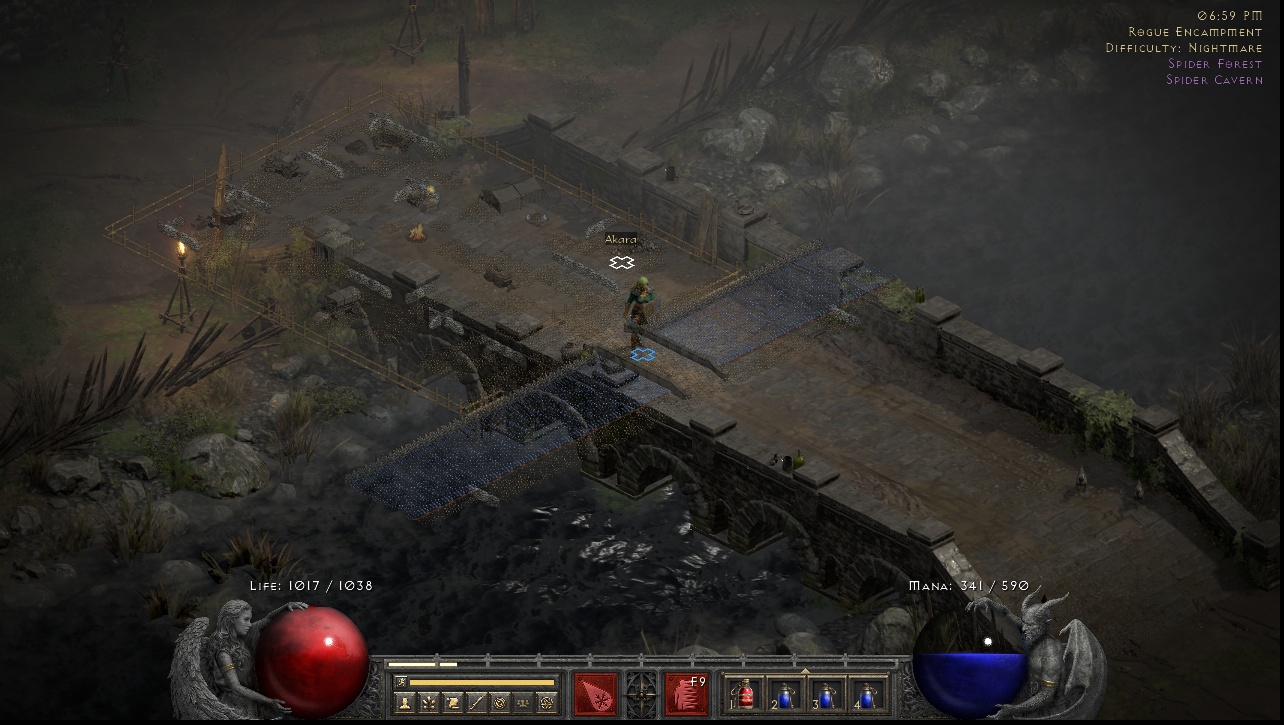 06:59 PM
Rogue Encampment
Difficulty: Nightmare
Spider Forest
Spider Cavern
Akara
Life: 1017 / 1038
Mana: 341 / 590
F9
1 2 3 4